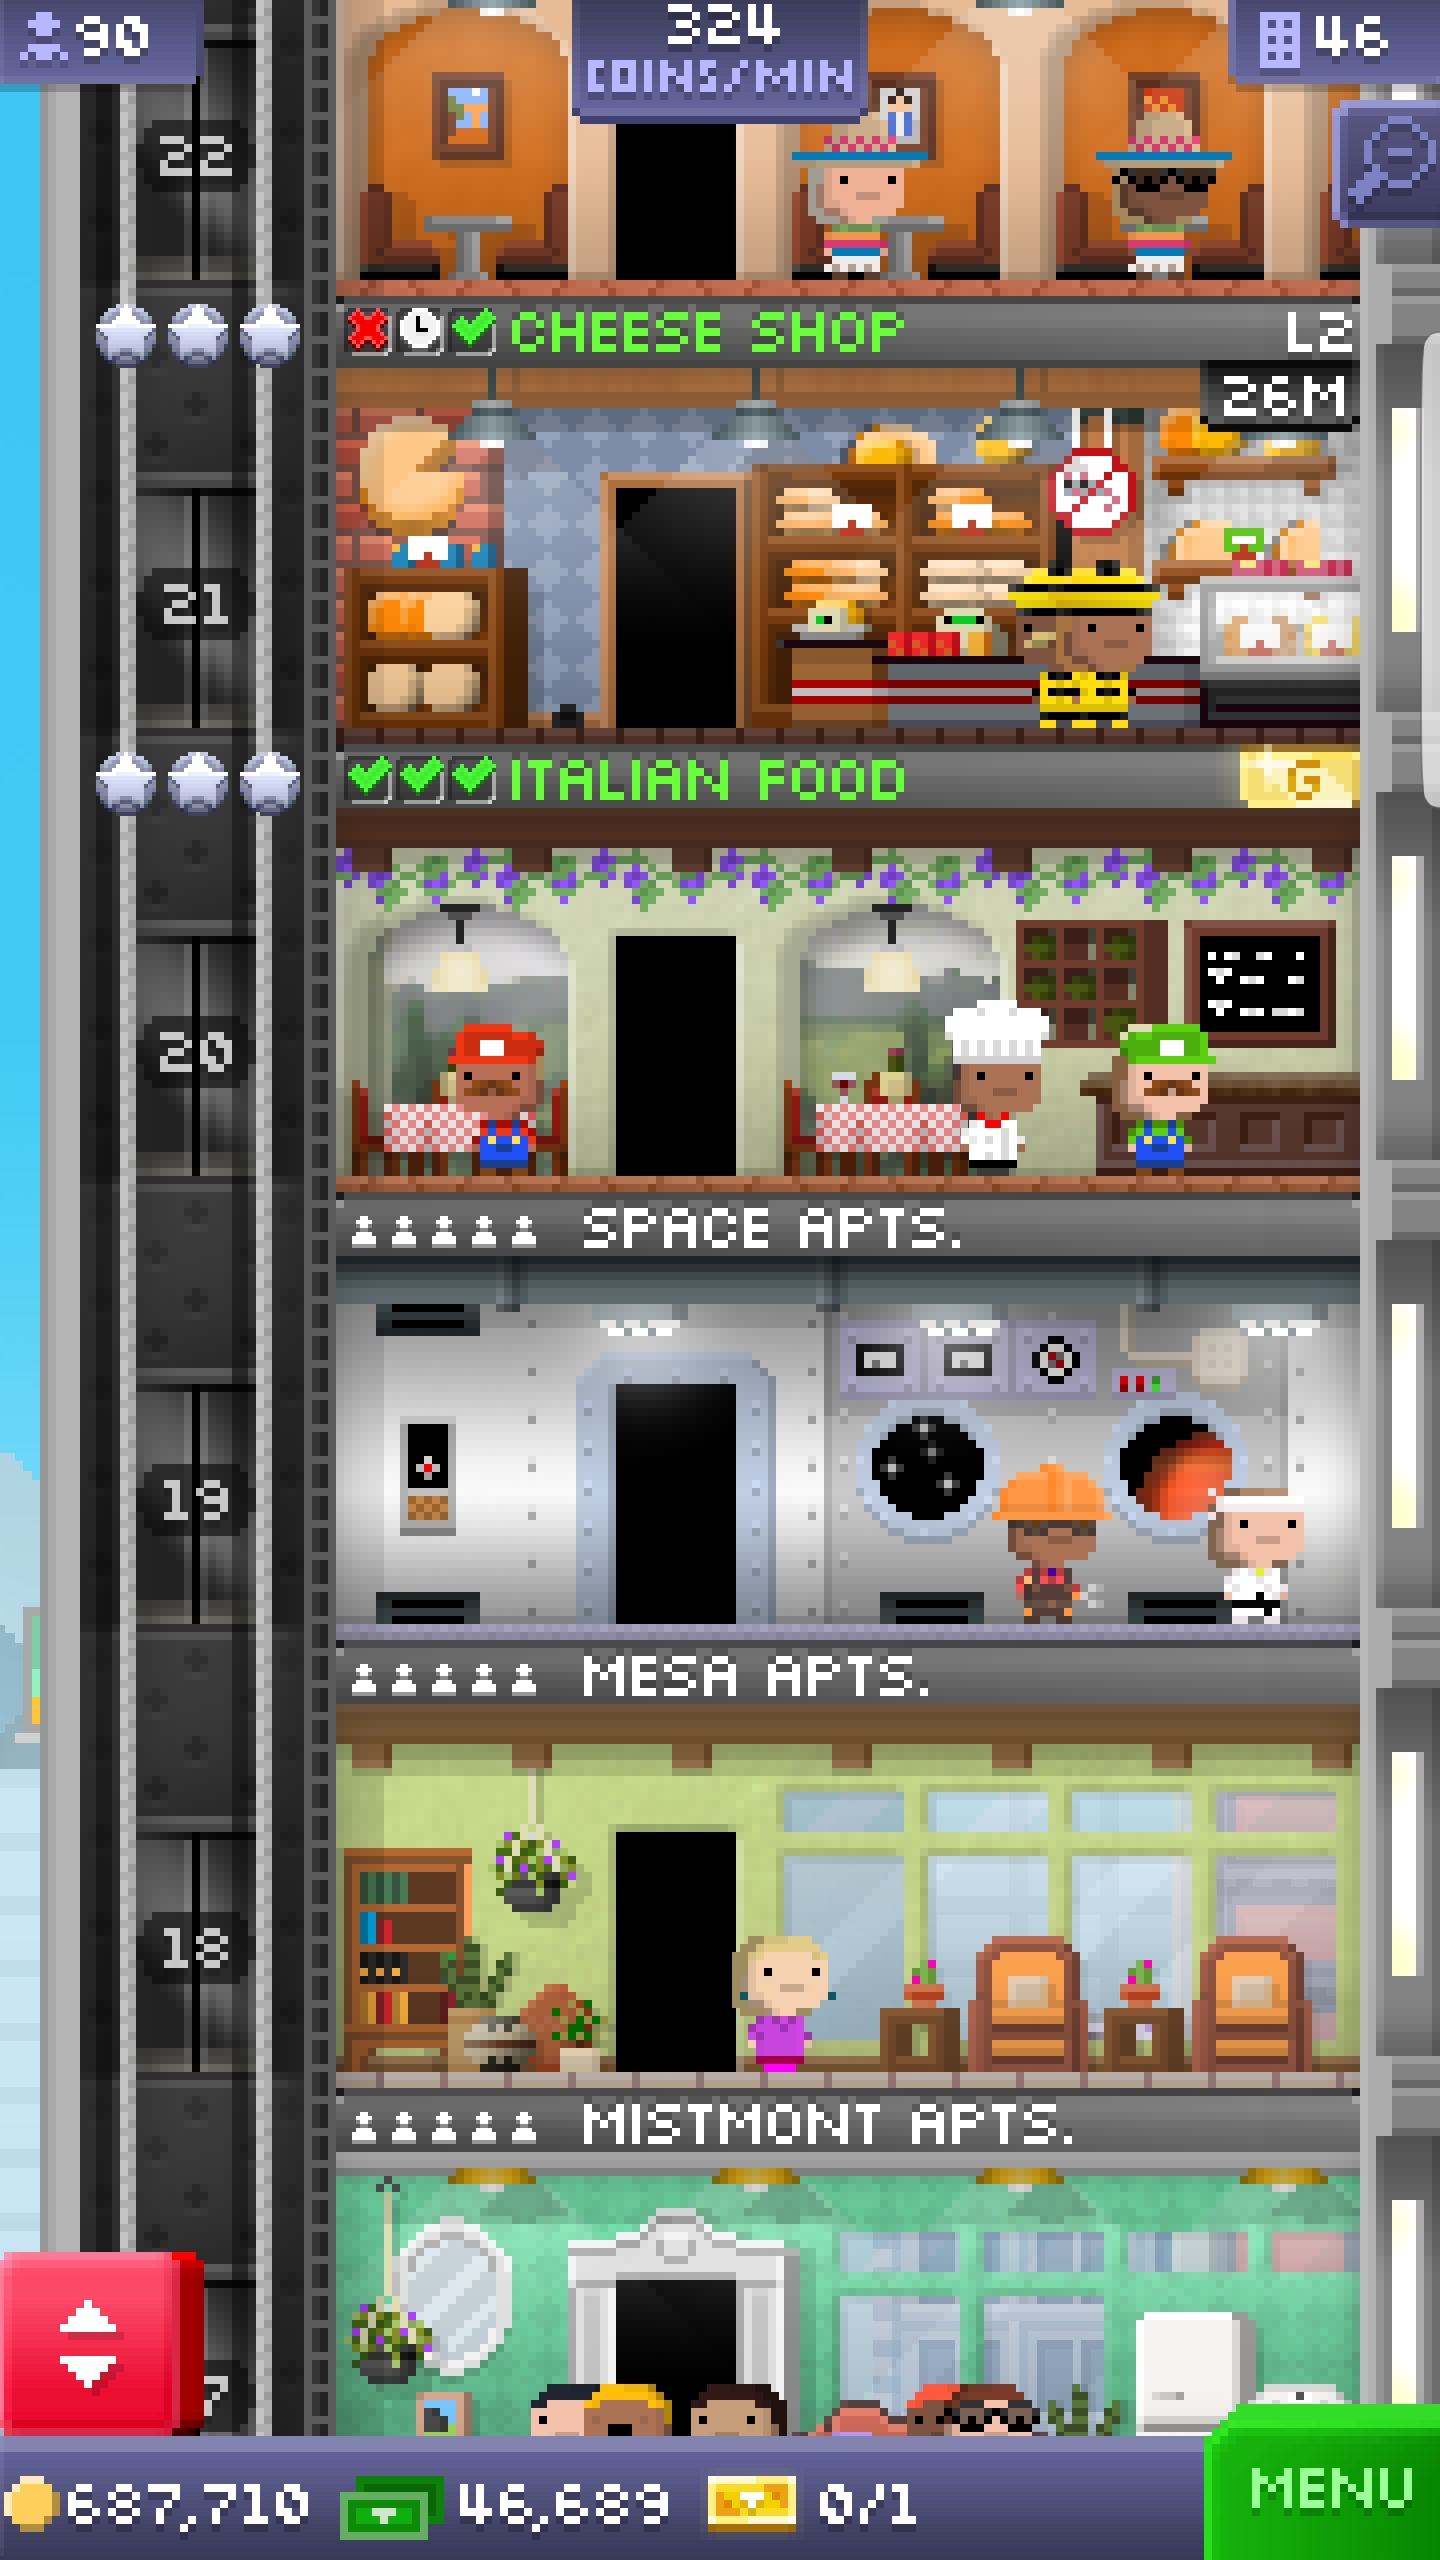 90
324
COINS/MIN
46
22
CHEESE SHOP
L2
26M
21
ITALIAN FOOD
G
20
SPACE APTS.
19
MESA APTS.
18
MISTMONT APTS.
7
687,710
46,689
0/1
MENU